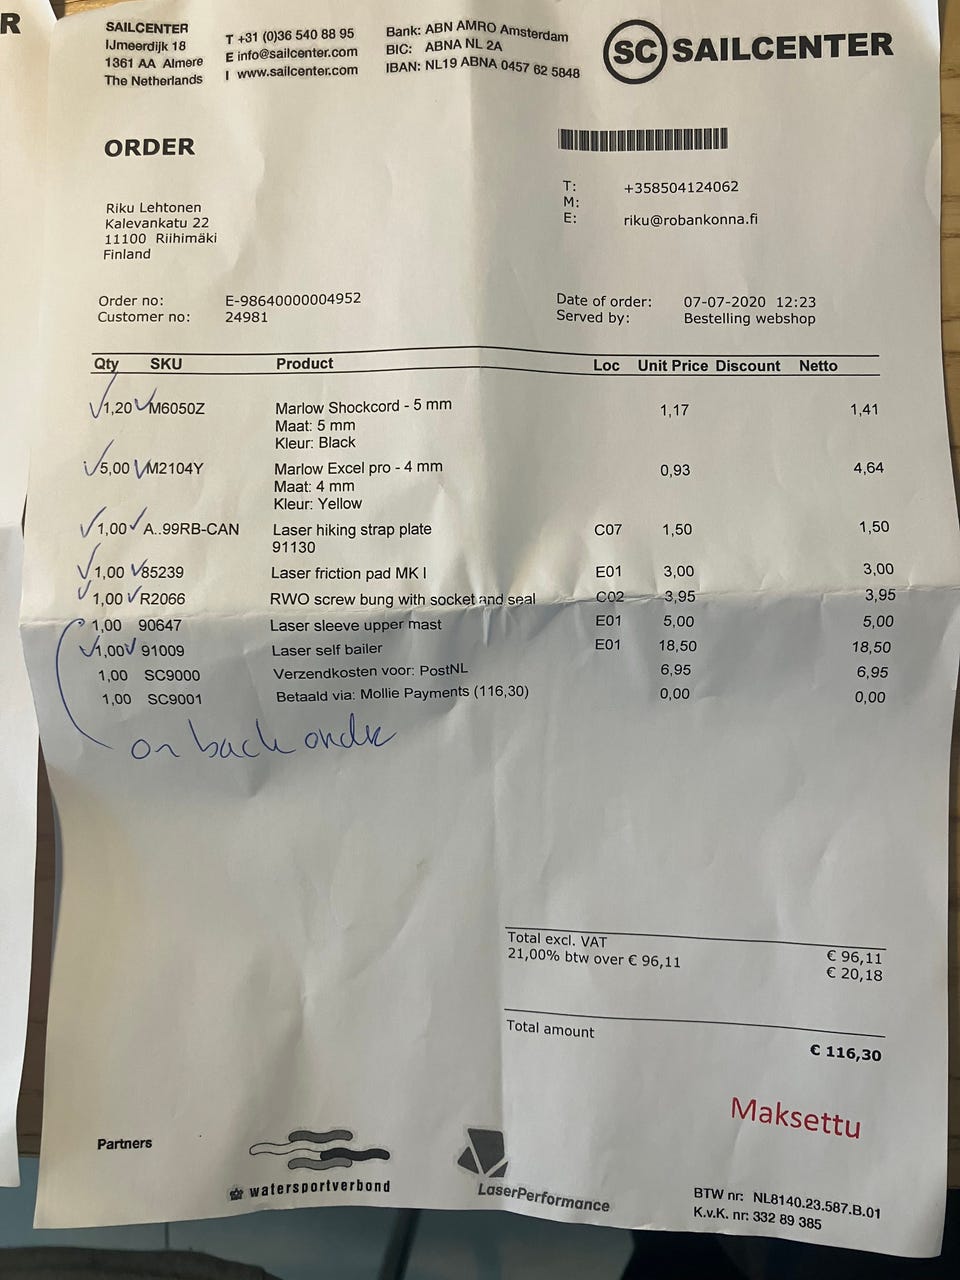 R
SAILCENTER
IJmeerdijk 18
1361 AA Almere
The Netherlands
T +31 (0)36 540 88 95
E info@sailcenter.com
I www.sailcenter.com
Bank: ABN AMRO Amsterdam
BIC: ABNA NL 2A
IBAN: NL19 ABNA 0457 62 5848
SC SAILCENTER
ORDER
Riku Lehtonen
Kalevankatu 22
11100 Riihimäki
Finland
T: +358504124062
M:
E: riku@robankonna.fi
Order no: E-98640000004952
Customer no: 24981
Date of order: 07-07-2020 12:23
Served by: Bestelling webshop
Qty SKU Product Loc Unit Price Discount Netto
1,20 M6050Z Marlow Shockcord - 5 mm 1,17 1,41
Maat: 5 mm
Kleur: Black
5,00 M2104Y Marlow Excel pro - 4 mm 0,93 4,64
Maat: 4 mm
Kleur: Yellow
1,00 A..99RB-CAN Laser hiking strap plate C07 1,50 1,50
91130
1,00 85239 Laser friction pad MK I E01 3,00 3,00
1,00 R2066 RWO screw bung with socket and seal C02 3,95 3,95
1,00 90647 Laser sleeve upper mast E01 5,00 5,00
1,00 91009 Laser self bailer E01 18,50 18,50
1,00 SC9000 Verzendkosten voor: PostNL 6,95 6,95
1,00 SC9001 Betaald via: Mollie Payments (116,30) 0,00 0,00
on back order
Total excl. VAT € 96,11
21,00% btw over € 96,11 € 20,18
Total amount € 116,30
Maksettu
Partners
watersportverbond
LaserPerformance
BTW nr: NL8140.23.587.B.01
K.v.K. nr: 332 89 385